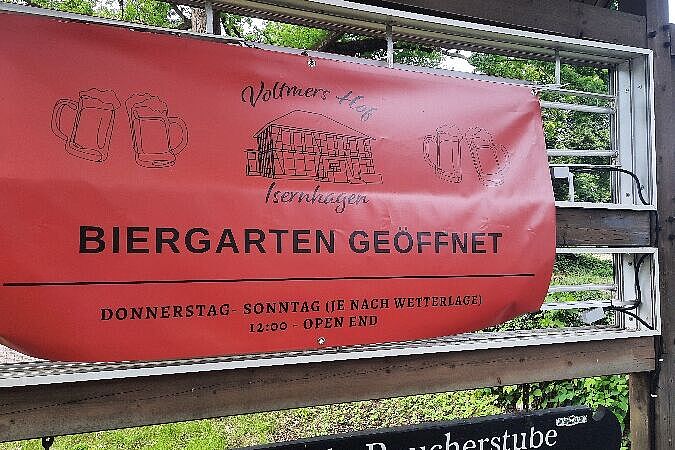 Voltmers Hof
Isernhagen
BIERGARTEN GEÖFFNET
DONNERSTAG- SONNTAG (JE NACH WETTERLAGE)
12:00 - OPEN END
Raucherstube